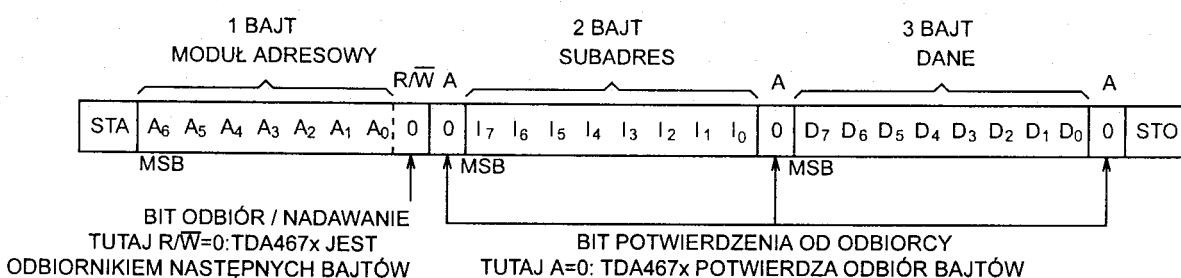 1 BAJT
MODUŁ ADRESOWY
2 BAJT
SUBADRES
3 BAJT
DANE
R/W̅ A A A
STA A₆ A₅ A₄ A₃ A₂ A₁ A₀ 0 0 I₇ I₆ I₅ I₄ I₃ I₂ I₁ I₀ 0 D₇ D₆ D₅ D₄ D₃ D₂ D₁ D₀ 0 STO
MSB MSB MSB
BIT ODBIÓR / NADAWANIE
TUTAJ R/W̅=0:TDA467x JEST
ODBIORNIKIEM NASTĘPNYCH BAJTÓW
BIT POTWIERDZENIA OD ODBIORCY
TUTAJ A=0: TDA467x POTWIERDZA ODBIÓR BAJTÓW